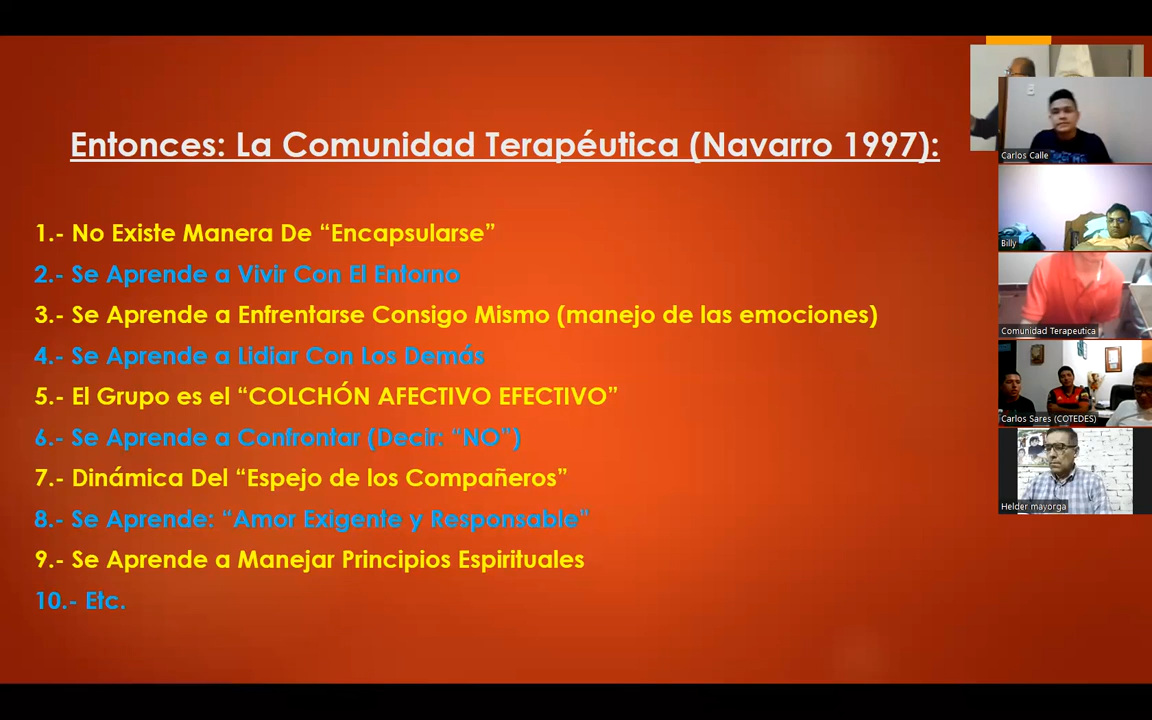 Entonces: La Comunidad Terapéutica (Navarro 1997):
1.- No Existe Manera De “Encapsularse”
2.- Se Aprende a Vivir Con El Entorno
3.- Se Aprende a Enfrentarse Consigo Mismo (manejo de las emociones)
4.- Se Aprende a Lidiar Con Los Demás
5.- El Grupo es el “COLCHÓN AFECTIVO EFECTIVO”
6.- Se Aprende a Confrontar (Decir: “NO”)
7.- Dinámica Del “Espejo de los Compañeros”
8.- Se Aprende: “Amor Exigente y Responsable”
9.- Se Aprende a Manejar Principios Espirituales
10.- Etc.
Carlos Calle
Billy
Comunidad Terapeutica
Carlos Sares (COTEDES)
Helder mayorga